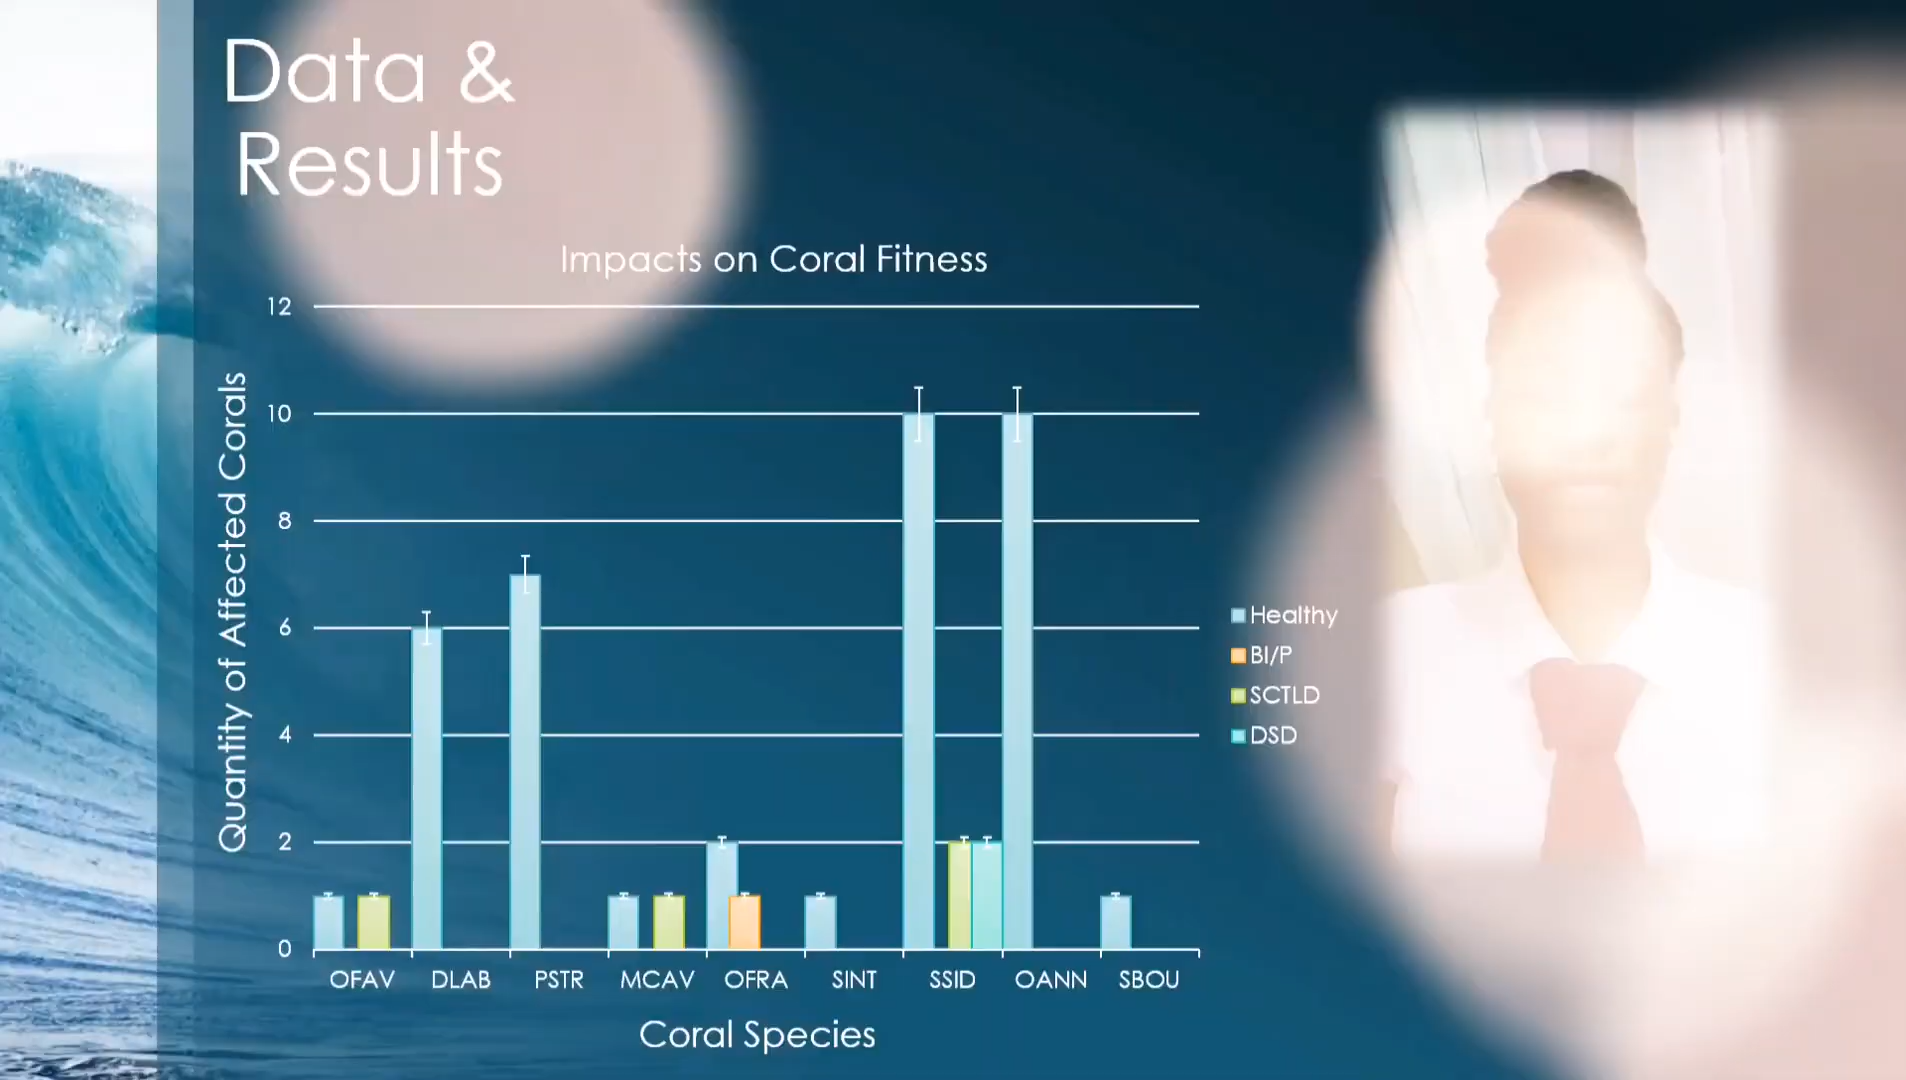 Data &
Results
Impacts on Coral Fitness
12
10
8
6
4
2
0
Quantity of Affected Corals
OFAV DLAB PSTR MCAV OFRA SINT SSID OANN SBOU
Coral Species
Healthy
BI/P
SCTLD
DSD